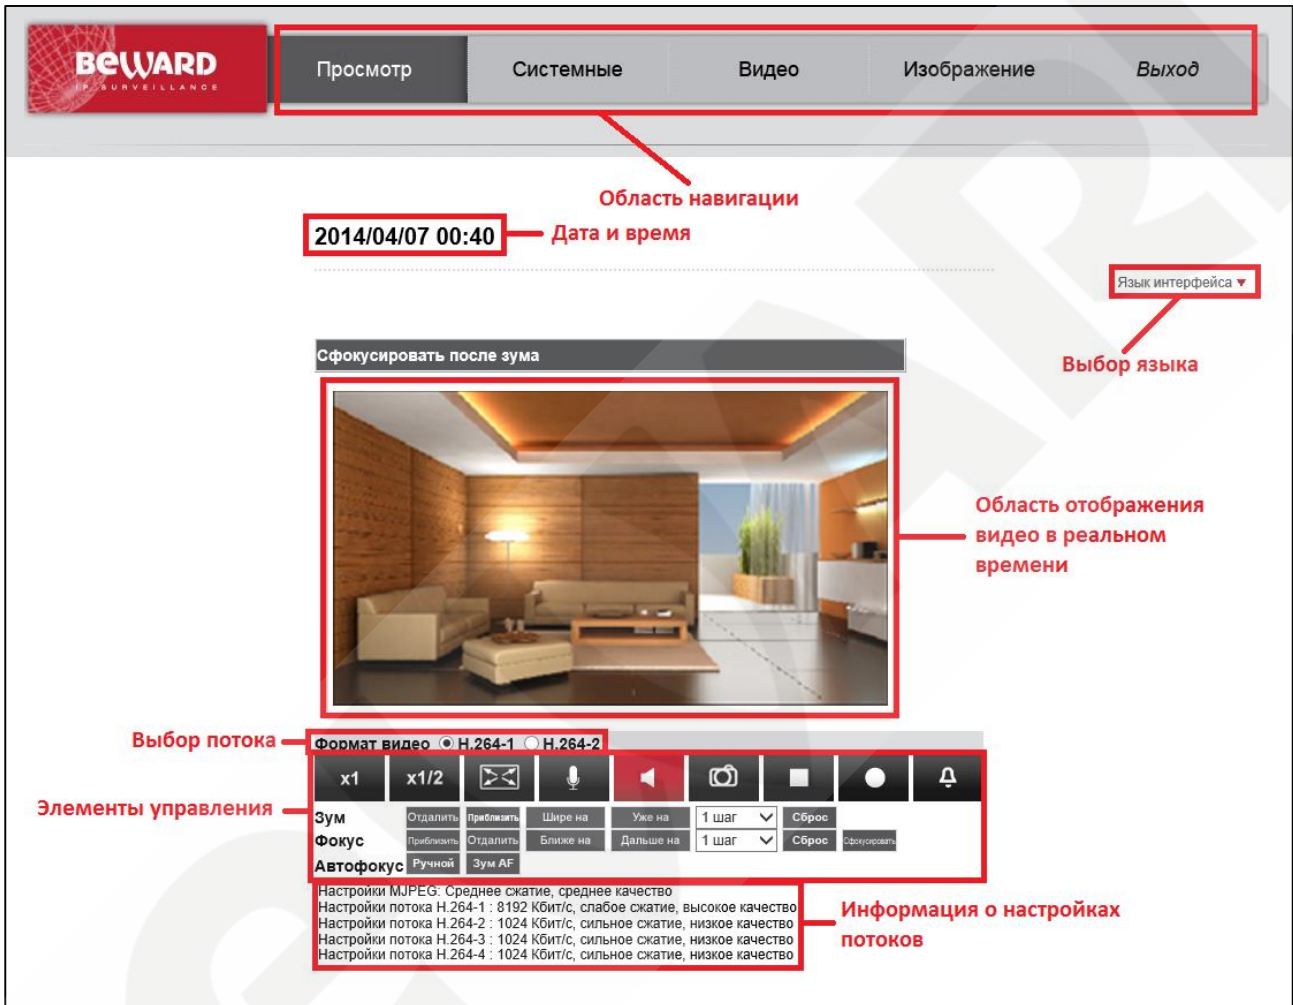 BEWARD
IP SURVEILLANCE
Просмотр
Системные
Видео
Изображение
Выход
Область навигации
2014/04/07 00:40
Дата и время
Язык интерфейса
Выбор языка
Сфокусировать после зума
Область отображения
видео в реальном
времени
Выбор потока
Формат видео H.264-1 H.264-2
x1 x1/2
Элементы управления
Зум Отдалить Приблизить Шире на Уже на 1 шаг Сброс
Фокус Приблизить Отдалить Ближе на Дальше на 1 шаг Сброс Сфокусировать
Автофокус Ручной Зум AF
Настройки MJPEG: Среднее сжатие, среднее качество
Настройки потока H.264-1 : 8192 Кбит/с, слабое сжатие, высокое качество
Настройки потока H.264-2 : 1024 Кбит/с, сильное сжатие, низкое качество
Настройки потока H.264-3 : 1024 Кбит/с, сильное сжатие, низкое качество
Настройки потока H.264-4 : 1024 Кбит/с, сильное сжатие, низкое качество
Информация о настройках
потоков